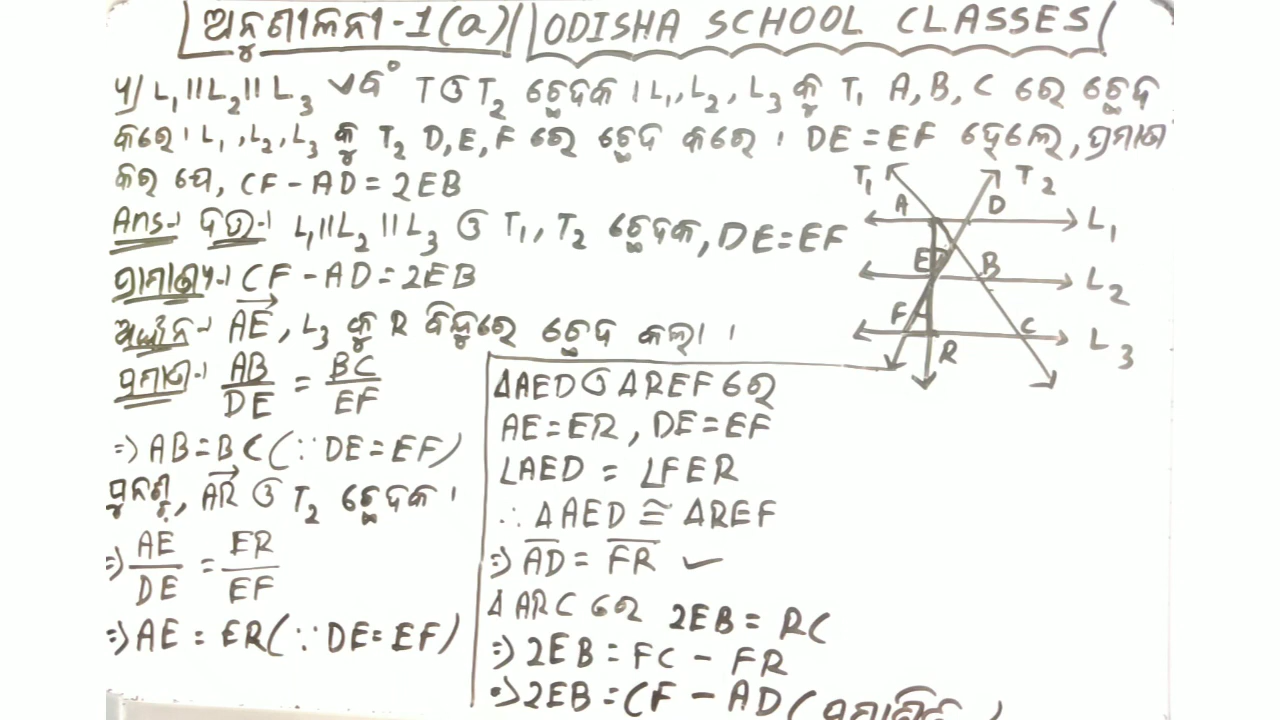 ଅନୁଶୀଳନୀ-1(a) ODISHA SCHOOL CLASSES
୪/ L₁||L₂||L₃ ଏବଂ T ଓ T₂ ଛେଦକ । L₁, L₂, L₃ କୁ T₁ A, B, C ରେ ଛେଦ
କରେ । L₁, L₂, L₃ କୁ T₂ D, E, F ରେ ଛେଦ କରେ । DE = EF ହେଲେ, ପ୍ରମାଣ
କର ଯେ, CF - AD = 2EB
Ans:- ଦତ୍ତ:- L₁||L₂||L₃ ଓ T₁, T₂ ଛେଦକ, DE = EF
ପ୍ରାମାଣ୍ୟ:- CF - AD = 2EB
ଅଙ୍କନ:- AE⃗, L₃ କୁ R ବିନ୍ଦୁରେ ଛେଦ କଲା ।
ପ୍ରମାଣ:- AB/DE = BC/EF
⇒ AB = BC (∵ DE = EF)
ପୁନଶ୍ଚ, AR⃗ ଓ T₂ ଛେଦକ ।
⇒ AE/DE = ER/EF
⇒ AE = ER (∵ DE = EF)
ΔAED ଓ ΔREF ରେ
AE = ER, DE = EF
∠AED = ∠FER
∴ ΔAED ≅ ΔREF
⇒ A̅D̅ = F̅R̅ ✓
ΔARC ରେ 2EB = RC
⇒ 2EB = FC - FR
⇒ 2EB = CF - AD (ପ୍ରମାଣିତ)
T₁ T₂
A D L₁
E B L₂
F C L₃
R